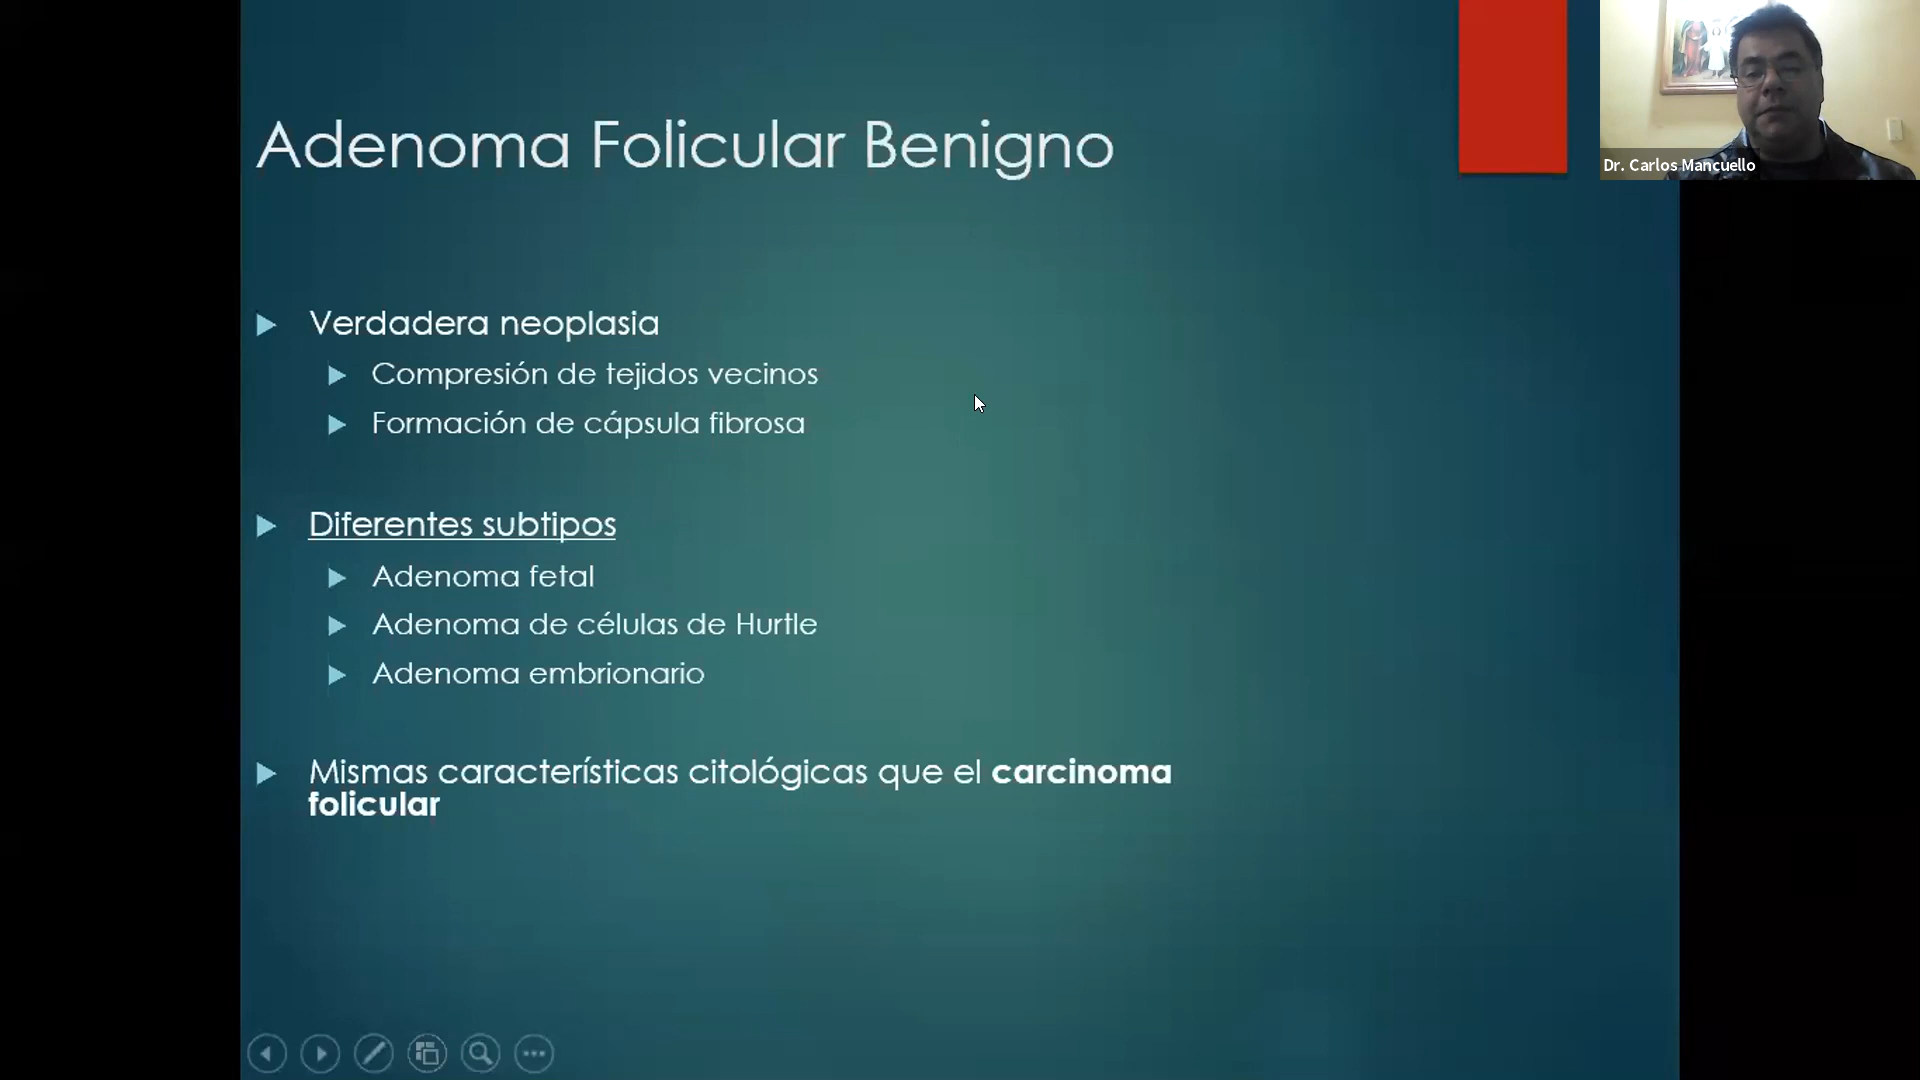 Adenoma Folicular Benigno
Dr. Carlos Mancuello
Verdadera neoplasia
Compresión de tejidos vecinos
Formación de cápsula fibrosa
Diferentes subtipos
Adenoma fetal
Adenoma de células de Hurtle
Adenoma embrionario
Mismas características citológicas que el carcinoma
folicular